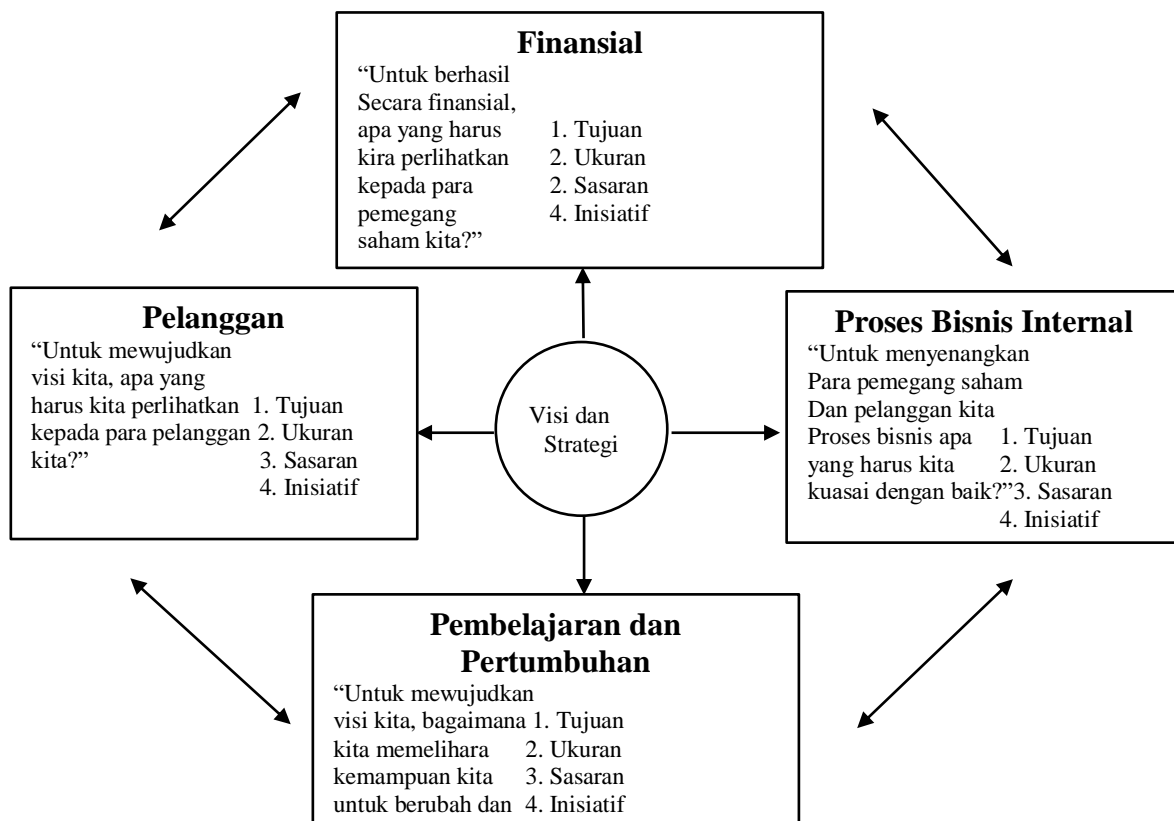 Finansial
“Untuk berhasil
Secara finansial,
apa yang harus 1. Tujuan
kira perlihatkan 2. Ukuran
kepada para 2. Sasaran
pemegang 4. Inisiatif
saham kita?”
Pelanggan
“Untuk mewujudkan
visi kita, apa yang
harus kita perlihatkan 1. Tujuan
kepada para pelanggan 2. Ukuran
kita?” 3. Sasaran
4. Inisiatif
Visi dan
Strategi
Proses Bisnis Internal
“Untuk menyenangkan
Para pemegang saham
Dan pelanggan kita
Proses bisnis apa 1. Tujuan
yang harus kita 2. Ukuran
kuasai dengan baik?”3. Sasaran
4. Inisiatif
Pembelajaran dan
Pertumbuhan
“Untuk mewujudkan
visi kita, bagaimana 1. Tujuan
kita memelihara 2. Ukuran
kemampuan kita 3. Sasaran
untuk berubah dan 4. Inisiatif